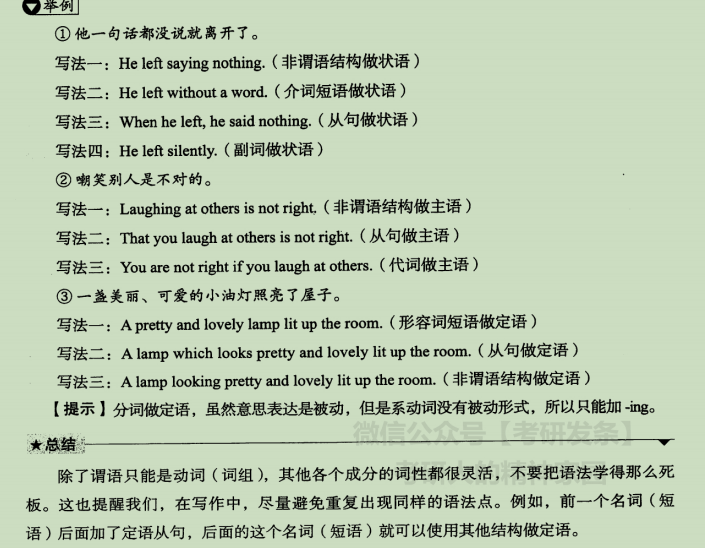 举例
① 他一句话都没说就离开了。
写法一：He left saying nothing.（非谓语结构做状语）
写法二：He left without a word.（介词短语做状语）
写法三：When he left, he said nothing.（从句做状语）
写法四：He left silently.（副词做状语）
② 嘲笑别人是不对的。
写法一：Laughing at others is not right.（非谓语结构做主语）
写法二：That you laugh at others is not right.（从句做主语）
写法三：You are not right if you laugh at others.（代词做主语）
③ 一盏美丽、可爱的小油灯照亮了屋子。
写法一：A pretty and lovely lamp lit up the room.（形容词短语做定语）
写法二：A lamp which looks pretty and lovely lit up the room.（从句做定语）
写法三：A lamp looking pretty and lovely lit up the room.（非谓语结构做定语）
【提示】分词做定语，虽然意思表达是被动，但是系动词没有被动形式，所以只能加 -ing。
微信公众号【考研发条】
★总结
考研人的精神家园
除了谓语只能是动词（词组），其他各个成分的词性都很灵活，不要把语法学得那么死
板。这也提醒我们，在写作中，尽量避免重复出现同样的语法点。例如，前一个名词（短
语）后面加了定语从句，后面的这个名词（短语）就可以使用其他结构做定语。